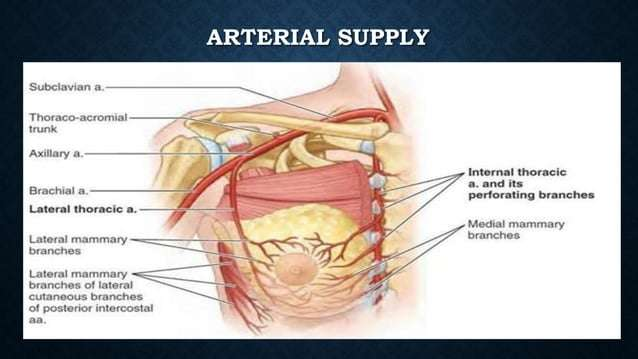 ARTERIAL SUPPLY
Subclavian a.
Thoraco-acromial
trunk
Axillary a.
Brachial a.
Lateral thoracic a.
Lateral mammary
branches
Lateral mammary
branches of lateral
cutaneous branches
of posterior intercostal
aa.
Internal thoracic
a. and its
perforating branches
Medial mammary
branches